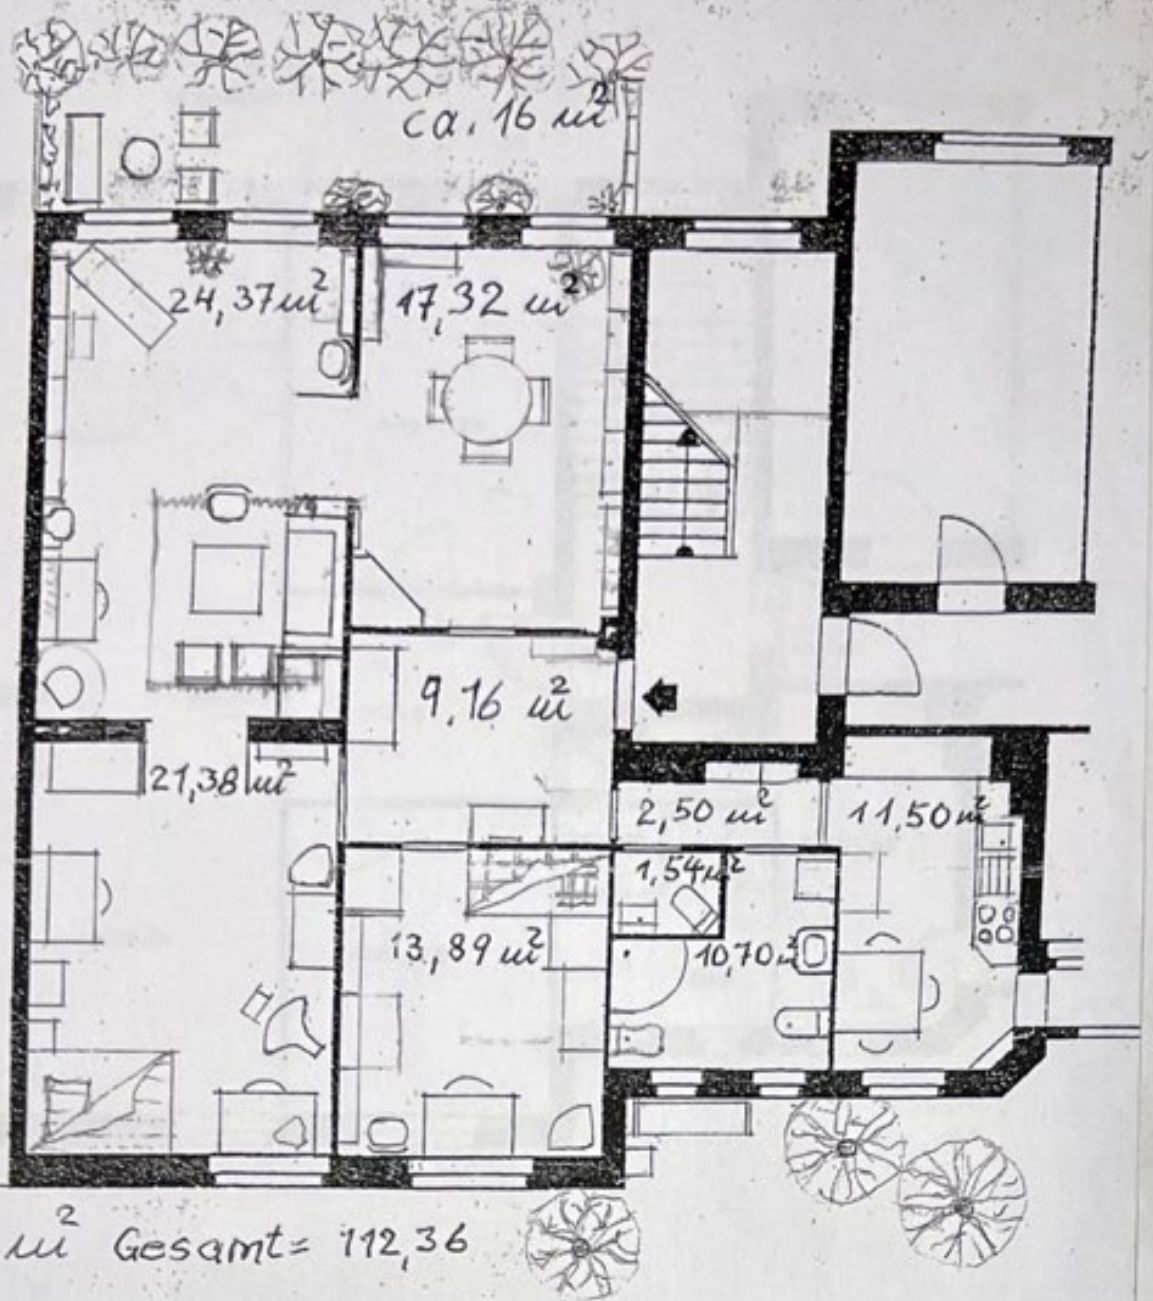 ca. 16 m²
24,37 m²
17,32 m²
9,16 m²
21,38 m²
2,50 m²
11,50 m²
1,54 m²
13,89 m²
10,70 m²
m² Gesamt= 112,36